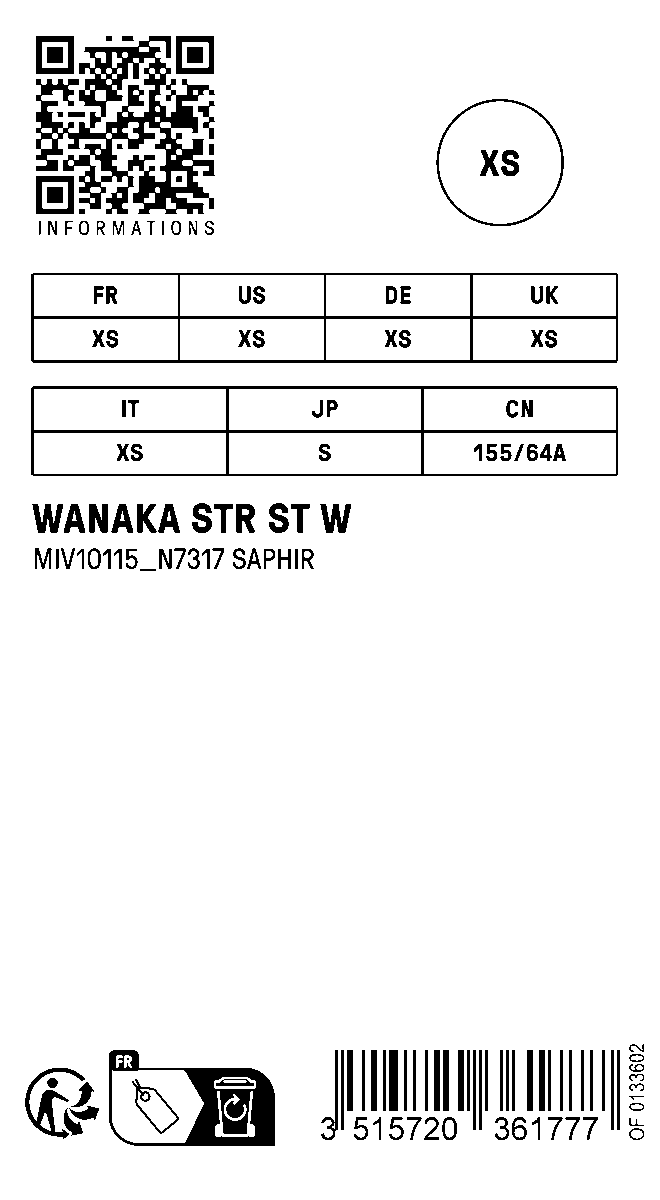 INFORMATIONS
XS
FR US DE UK
XS XS XS XS
IT JP CN
XS S 155/64A
WANAKA STR ST W
MIV10115_N7317 SAPHIR
FR
3 515720 361777
OF 0133602